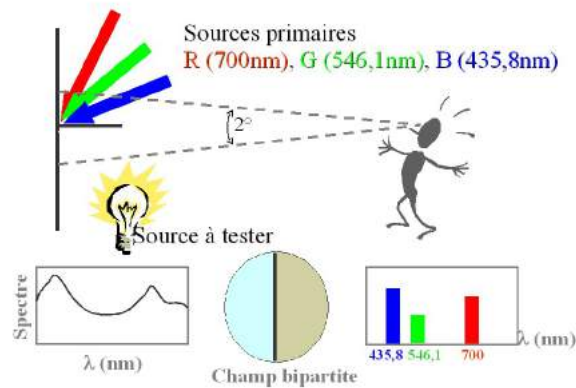 Sources primaires
R (700nm), G (546,1nm), B (435,8nm)
2°
Source à tester
Spectre
λ (nm)
Champ bipartite
435,8 546,1 700
λ (nm)